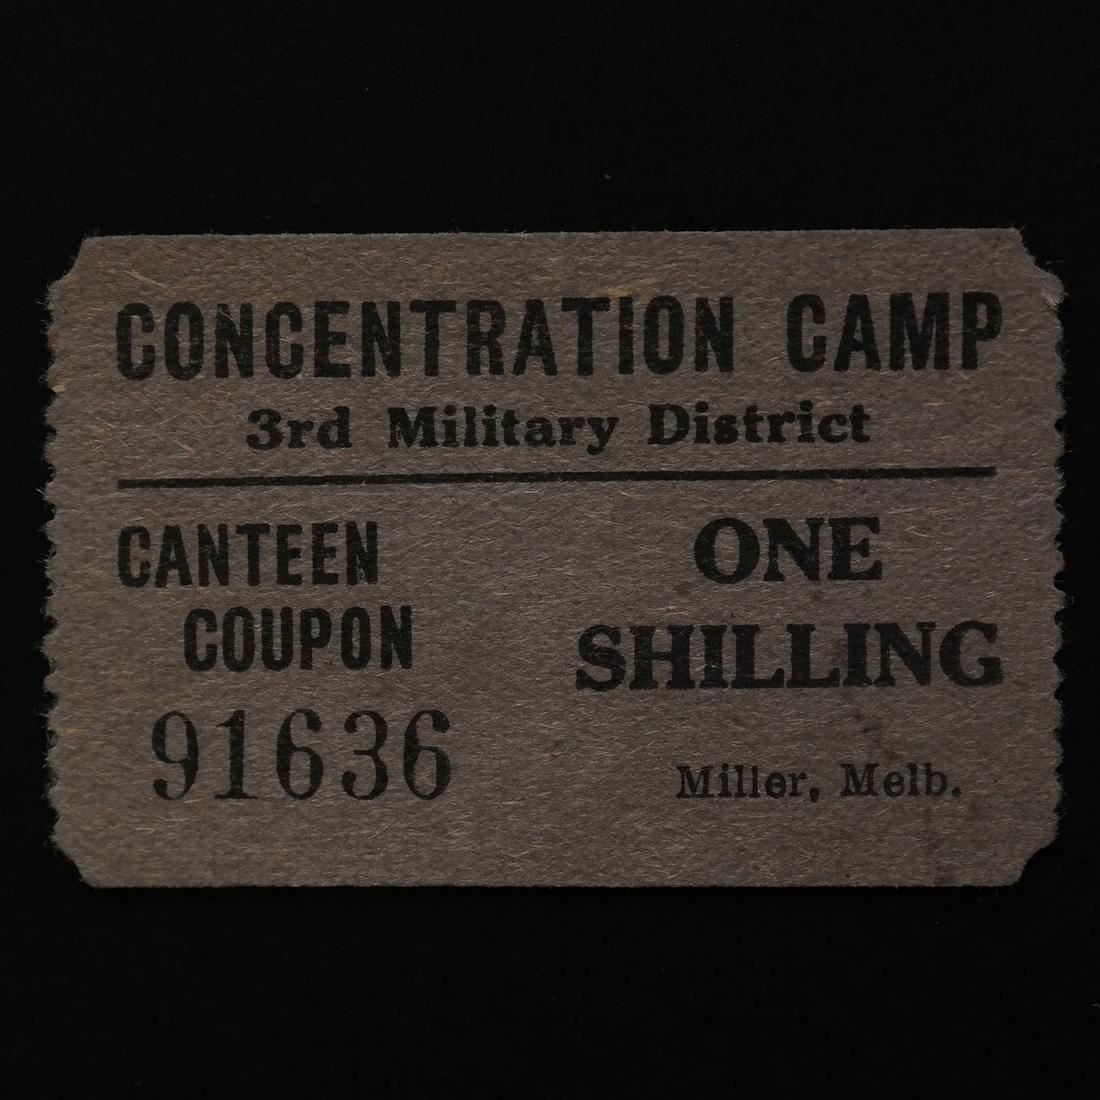 CONCENTRATION CAMP
3rd Military District
CANTEEN
COUPON
91636
ONE
SHILLING
Miller, Melb.